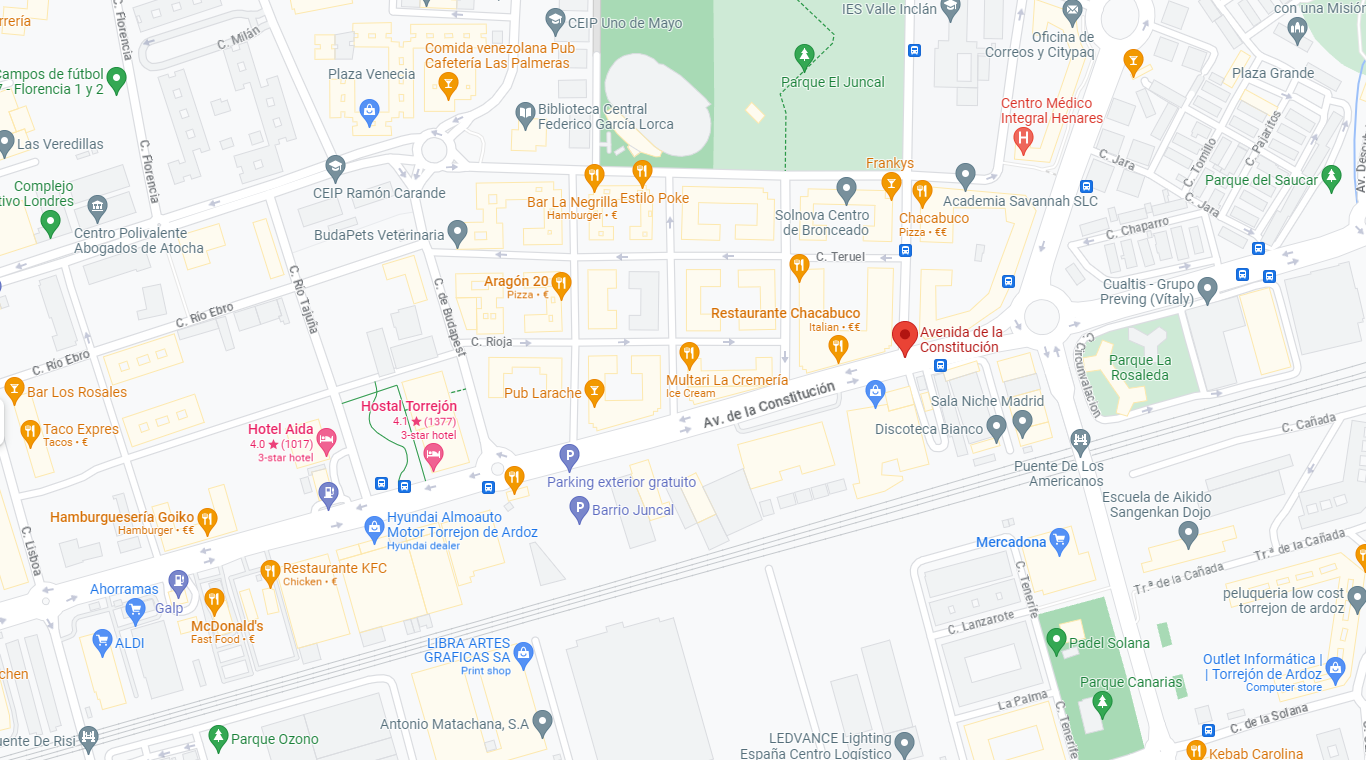 CEIP Uno de Mayo
IES Valle Inclán
con una Misión
C. Florencia
C. Milán
Oficina de
Correos y Citypaq
Comida venezolana Pub
Cafetería Las Palmeras
Plaza Venecia
Plaza Grande
Campos de fútbol
7 - Florencia 1 y 2
Parque El Juncal
Biblioteca Central
Federico García Lorca
Centro Médico
Integral Henares
Las Veredillas
C. Florencia
C. Jara
C. Tomillo
C. Pajaritos
Frankys
CEIP Ramón Carande
Complejo
tivo Londres
Bar La Negrilla
Hamburger • €
Estilo Poke
Academia Savannah SLC
Parque del Saucar
C. Jara
Solnova Centro
de Bronceado
Chacabuco
Pizza • €€
Centro Polivalente
Abogados de Atocha
BudaPets Veterinaria
C. Chaparro
C. Teruel
Aragón 20
Pizza • €
Cualtis - Grupo
Preving (Vítaly)
C. Río Tajuña
C. de Budapest
C. Río Ebro
Restaurante Chacabuco
Italian • €€
Avenida de la
Constitución
C. Rioja
C. Río Ebro
C. Circunvalacion
Parque La
Rosaleda
Bar Los Rosales
Pub Larache
Multari La Cremería
Ice Cream
Av. de la Constitución
Hostal Torrejón
4.1 ★ (1377)
3-star hotel
Sala Niche Madrid
Discoteca Bianco
Taco Expres
Tacos • €
Hotel Aida
4.0 ★ (1017)
3-star hotel
C. Cañada
Puente De Los
Americanos
Parking exterior gratuito
Barrio Juncal
Escuela de Aikido
Sangenkan Dojo
Hamburguesería Goiko
Hamburger • €€
Hyundai Almoauto
Motor Torrejon de Ardoz
Hyundai dealer
Mercadona
C. Lisboa
Tr.ª de la Cañada
Tr.ª de la Cañada
Restaurante KFC
Chicken • €
C. Tenerife
Ahorramas
Galp
peluqueria low cost
torrejon de ardoz
McDonald's
Fast Food • €
C. Lanzarote
ALDI
LIBRA ARTES
GRAFICAS SA
Print shop
Padel Solana
Outlet Informática |
| Torrejón de Ardoz
Computer store
chen
Parque Canarias
La Palma
C. Tenerife
C. de la Solana
Antonio Matachana, S.A
uente De Risi
Parque Ozono
LEDVANCE Lighting
España Centro Logístico
Kebab Carolina